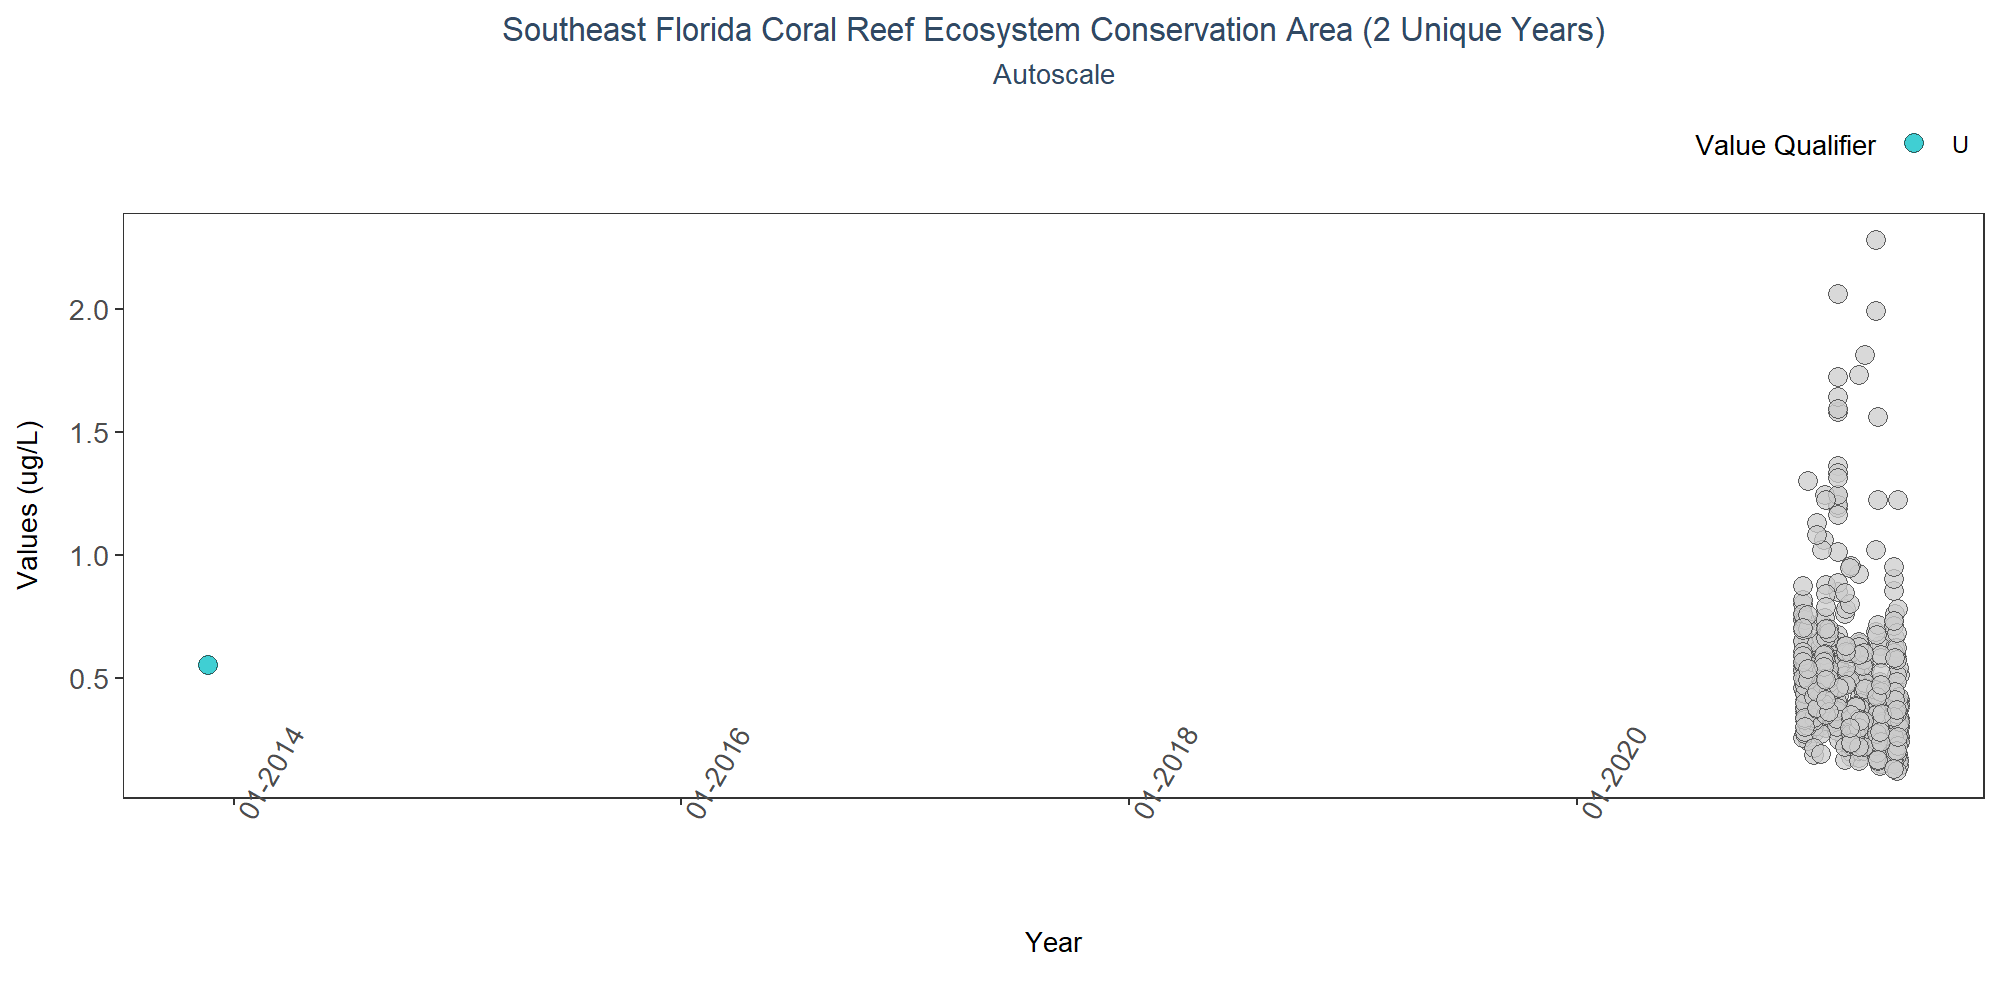 Southeast Florida Coral Reef Ecosystem Conservation Area (2 Unique Years)
Autoscale
Value Qualifier U
Values (ug/L)
2.0
1.5
1.0
0.5
01-2014
01-2016
01-2018
01-2020
Year